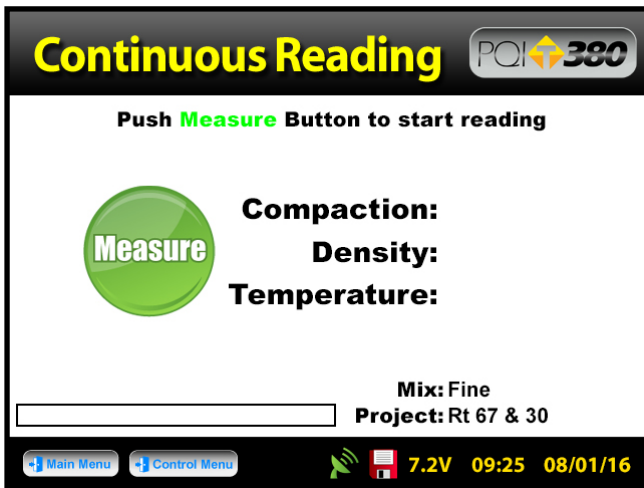 Continuous Reading PQI T 380
Push Measure Button to start reading
Compaction:
Measure
Density:
Temperature:
Mix: Fine
Project: Rt 67 & 30
Main Menu Control Menu 7.2V 09:25 08/01/16